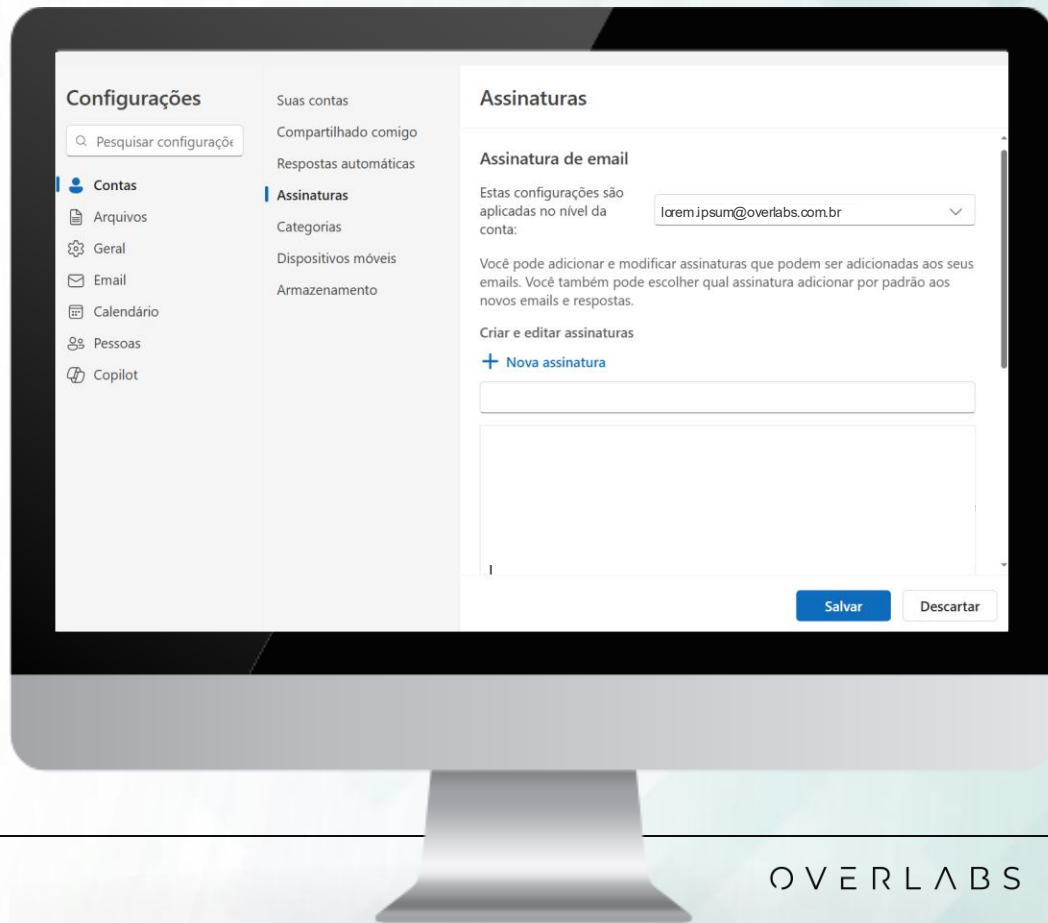 Configurações
Pesquisar configuraçõe
Contas
Arquivos
Geral
Email
Calendário
Pessoas
Copilot
Suas contas
Compartilhado comigo
Respostas automáticas
Assinaturas
Categorias
Dispositivos móveis
Armazenamento
Assinaturas
Assinatura de email
Estas configurações são
aplicadas no nível da
conta:
lorem.ipsum@overlabs.com.br
Você pode adicionar e modificar assinaturas que podem ser adicionadas aos seus
emails. Você também pode escolher qual assinatura adicionar por padrão aos
novos emails e respostas.
Criar e editar assinaturas
Nova assinatura
Salvar
Descartar
OVERLABS